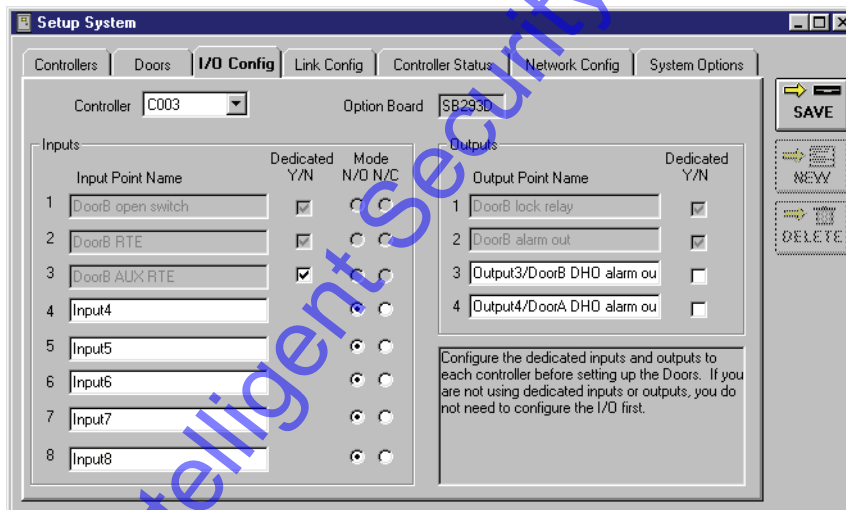 Setup System
Controllers Doors I/O Config Link Config Controller Status Network Config System Options
Controller C003 Option Board SB293D
SAVE
NEW
DELETE
Inputs
Input Point Name Dedicated Y/N Mode N/O N/C
1 DoorB open switch
2 DoorB RTE
3 DoorB AUX RTE
4 Input4
5 Input5
6 Input6
7 Input7
8 Input8
Outputs
Output Point Name Dedicated Y/N
1 DoorB lock relay
2 DoorB alarm out
3 Output3/DoorB DHO alarm ou
4 Output4/DoorA DHO alarm ou
Configure the dedicated inputs and outputs to
each controller before setting up the Doors. If you
are not using dedicated inputs or outputs, you do
not need to configure the I/O first.
telligent Security